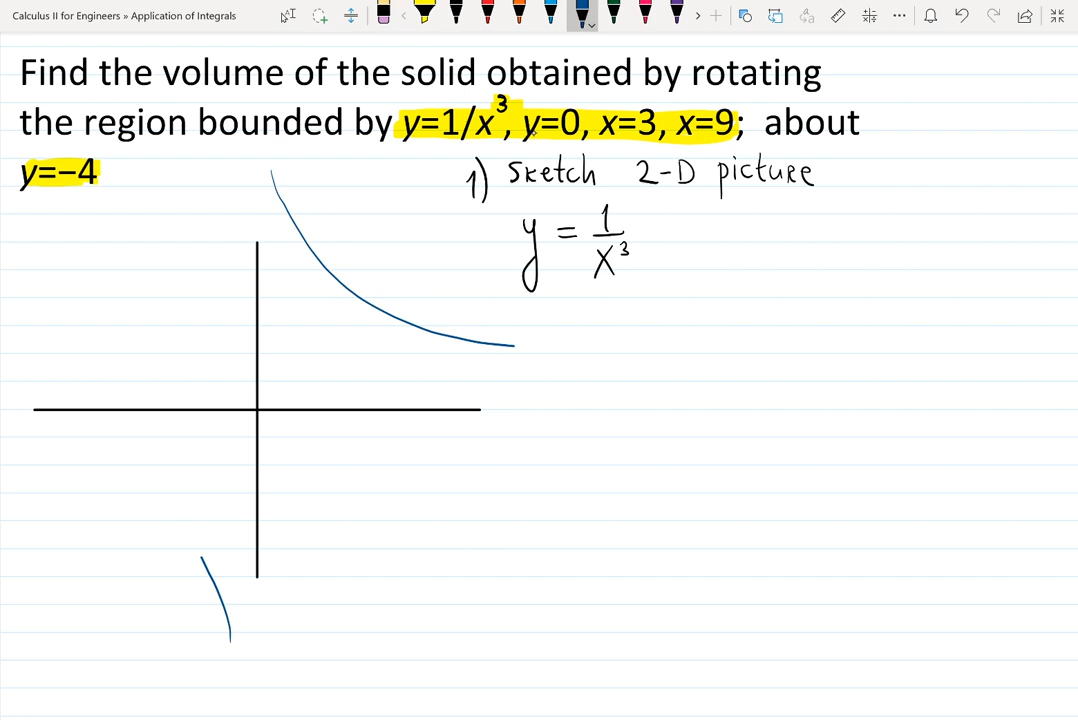 Calculus II for Engineers » Application of Integrals
Find the volume of the solid obtained by rotating
the region bounded by y=1/x³, y=0, x=3, x=9; about
y=−4
1) Sketch 2-D picture
y = 1/x³